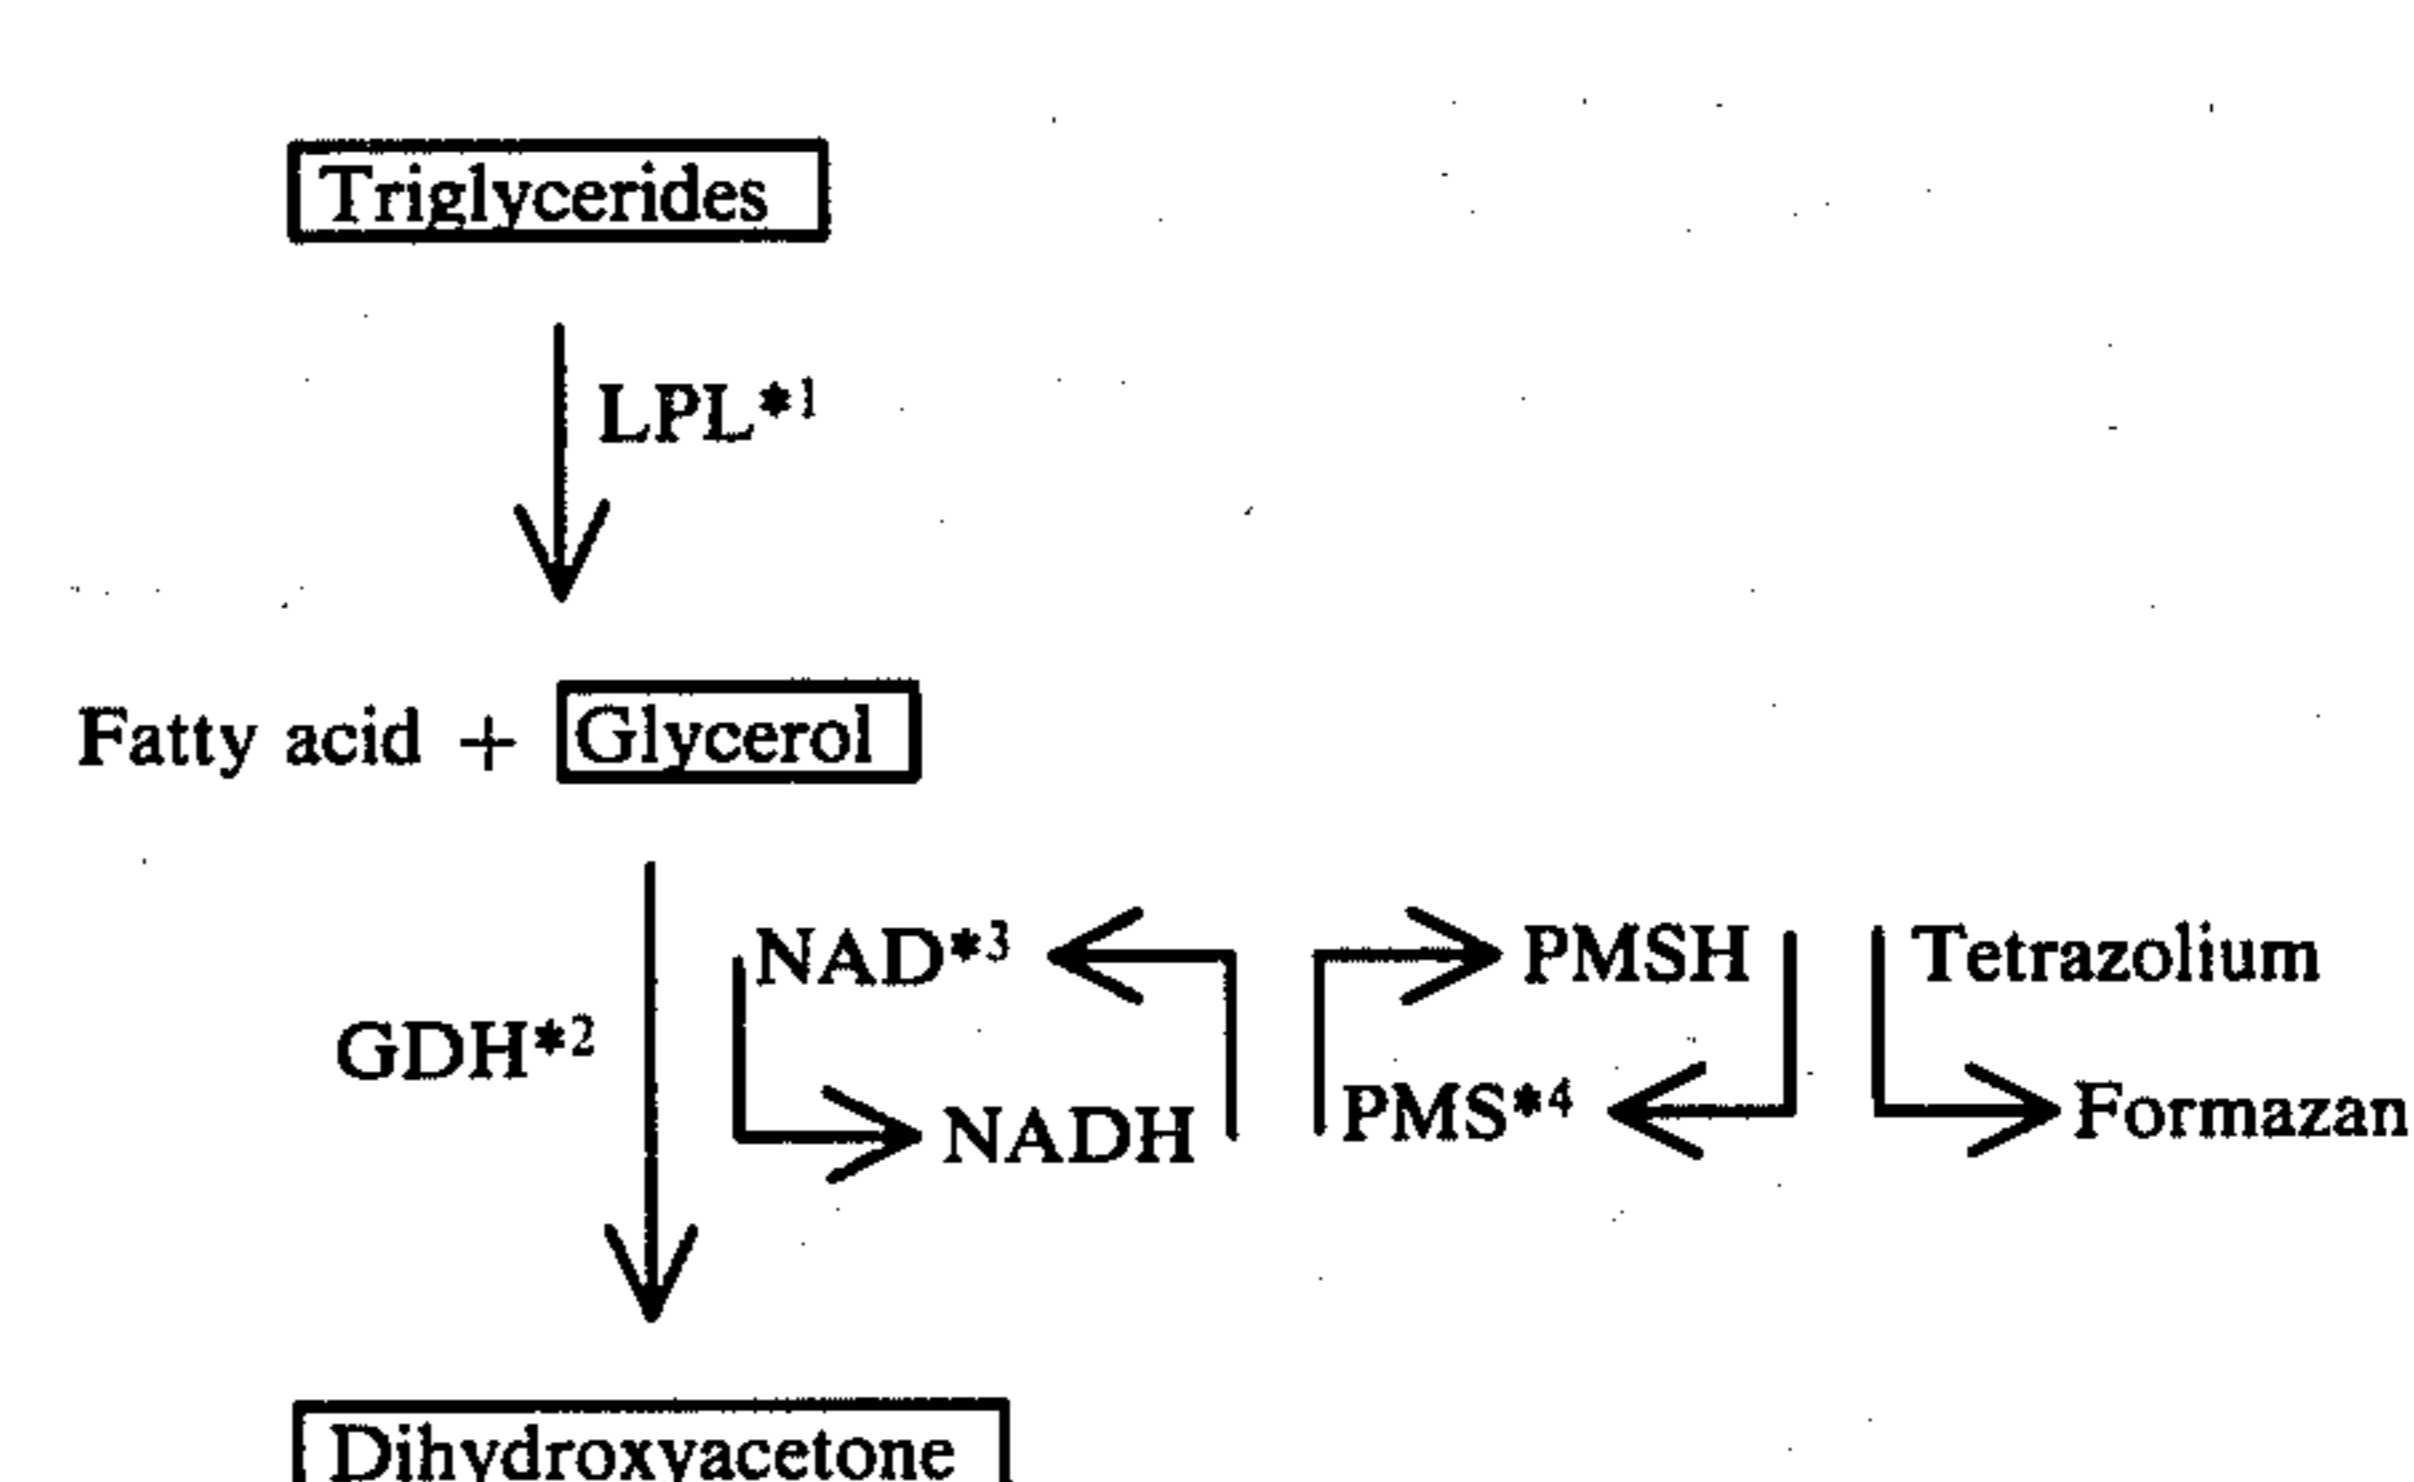 Triglycerides
LPL*1
Fatty acid + Glycerol
NAD*3 PMSH Tetrazolium
GDH*2
NADH PMS*4 Formazan
Dihydroxyacetone